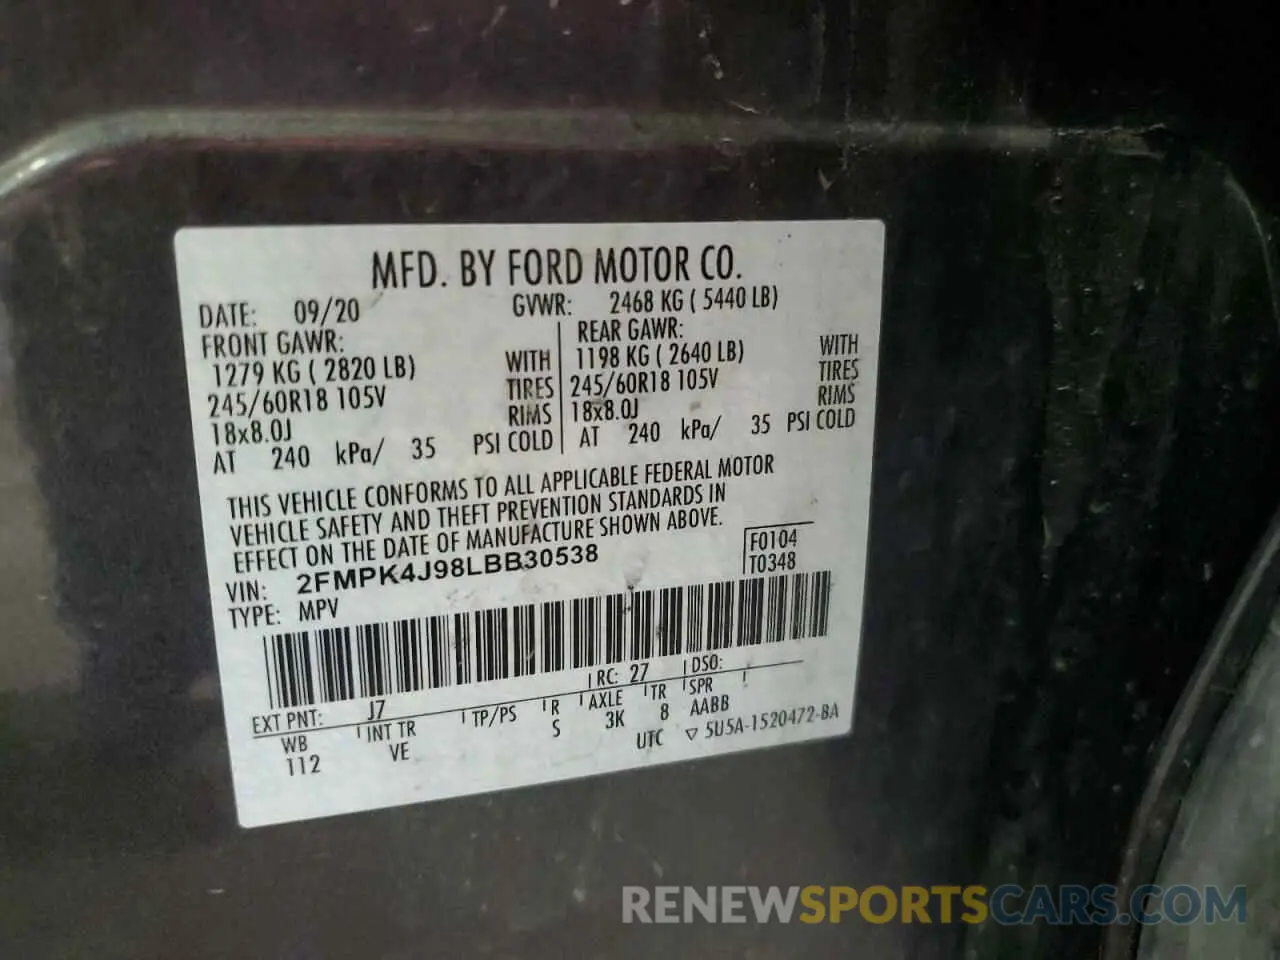 MFD. BY FORD MOTOR CO.
DATE: 09/20 GVWR: 2468 KG ( 5440 LB)
FRONT GAWR: REAR GAWR:
1279 KG ( 2820 LB) WITH 1198 KG ( 2640 LB) WITH
245/60R18 105V TIRES 245/60R18 105V TIRES
18x8.0J RIMS 18x8.0J RIMS
AT 240 kPa/ 35 PSI COLD AT 240 kPa/ 35 PSI COLD
THIS VEHICLE CONFORMS TO ALL APPLICABLE FEDERAL MOTOR
VEHICLE SAFETY AND THEFT PREVENTION STANDARDS IN
EFFECT ON THE DATE OF MANUFACTURE SHOWN ABOVE.
VIN: 2FMPK4J98LBB30538 F0104
TYPE: MPV T0348
EXT PNT: J7 RC: 27 DSO:
WB INT TR TP/PS R AXLE TR SPR
112 VE S 3K 8 AABB
UTC ▽ 5U5A-1520472-BA
RENEWSPORTSCARS.COM